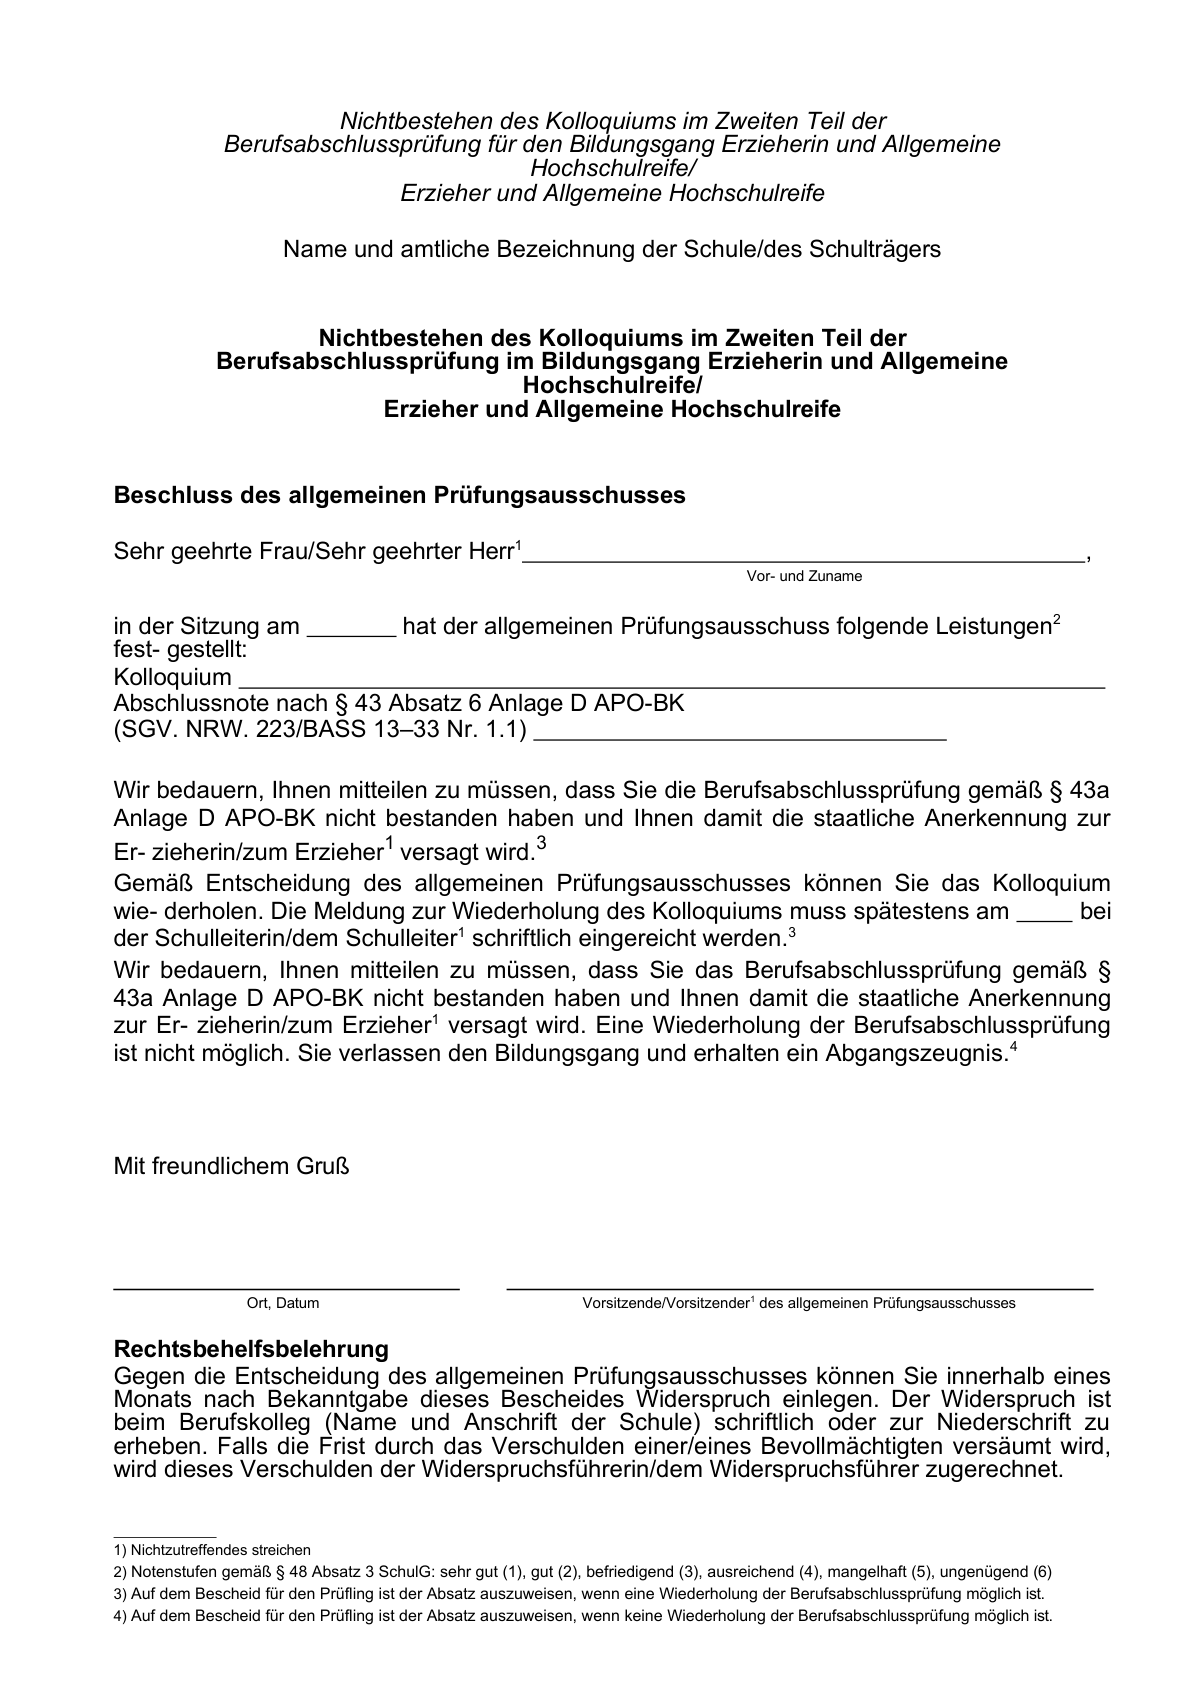 Nichtbestehen des Kolloquiums im Zweiten Teil der
Berufsabschlussprüfung für den Bildungsgang Erzieherin und Allgemeine
Hochschulreife/
Erzieher und Allgemeine Hochschulreife
Name und amtliche Bezeichnung der Schule/des Schulträgers
Nichtbestehen des Kolloquiums im Zweiten Teil der
Berufsabschlussprüfung im Bildungsgang Erzieherin und Allgemeine
Hochschulreife/
Erzieher und Allgemeine Hochschulreife
Beschluss des allgemeinen Prüfungsausschusses
Sehr geehrte Frau/Sehr geehrter Herr¹__________________________________________,
Vor- und Zuname
in der Sitzung am _______ hat der allgemeinen Prüfungsausschuss folgende Leistungen²
fest- gestellt:
Kolloquium _________________________________________________________________
Abschlussnote nach § 43 Absatz 6 Anlage D APO-BK
(SGV. NRW. 223/BASS 13–33 Nr. 1.1) _______________________________
Wir bedauern, Ihnen mitteilen zu müssen, dass Sie die Berufsabschlussprüfung gemäß § 43a
Anlage D APO-BK nicht bestanden haben und Ihnen damit die staatliche Anerkennung zur
Er- zieherin/zum Erzieher¹ versagt wird.³
Gemäß Entscheidung des allgemeinen Prüfungsausschusses können Sie das Kolloquium
wie- derholen. Die Meldung zur Wiederholung des Kolloquiums muss spätestens am ____ bei
der Schulleiterin/dem Schulleiter¹ schriftlich eingereicht werden.³
Wir bedauern, Ihnen mitteilen zu müssen, dass Sie das Berufsabschlussprüfung gemäß §
43a Anlage D APO-BK nicht bestanden haben und Ihnen damit die staatliche Anerkennung
zur Er- zieherin/zum Erzieher¹ versagt wird. Eine Wiederholung der Berufsabschlussprüfung
ist nicht möglich. Sie verlassen den Bildungsgang und erhalten ein Abgangszeugnis.⁴
Mit freundlichem Gruß
Ort, Datum Vorsitzende/Vorsitzender¹ des allgemeinen Prüfungsausschusses
Rechtsbehelfsbelehrung
Gegen die Entscheidung des allgemeinen Prüfungsausschusses können Sie innerhalb eines
Monats nach Bekanntgabe dieses Bescheides Widerspruch einlegen. Der Widerspruch ist
beim Berufskolleg (Name und Anschrift der Schule) schriftlich oder zur Niederschrift zu
erheben. Falls die Frist durch das Verschulden einer/eines Bevollmächtigten versäumt wird,
wird dieses Verschulden der Widerspruchsführerin/dem Widerspruchsführer zugerechnet.
1) Nichtzutreffendes streichen
2) Notenstufen gemäß § 48 Absatz 3 SchulG: sehr gut (1), gut (2), befriedigend (3), ausreichend (4), mangelhaft (5), ungenügend (6)
3) Auf dem Bescheid für den Prüfling ist der Absatz auszuweisen, wenn eine Wiederholung der Berufsabschlussprüfung möglich ist.
4) Auf dem Bescheid für den Prüfling ist der Absatz auszuweisen, wenn keine Wiederholung der Berufsabschlussprüfung möglich ist.